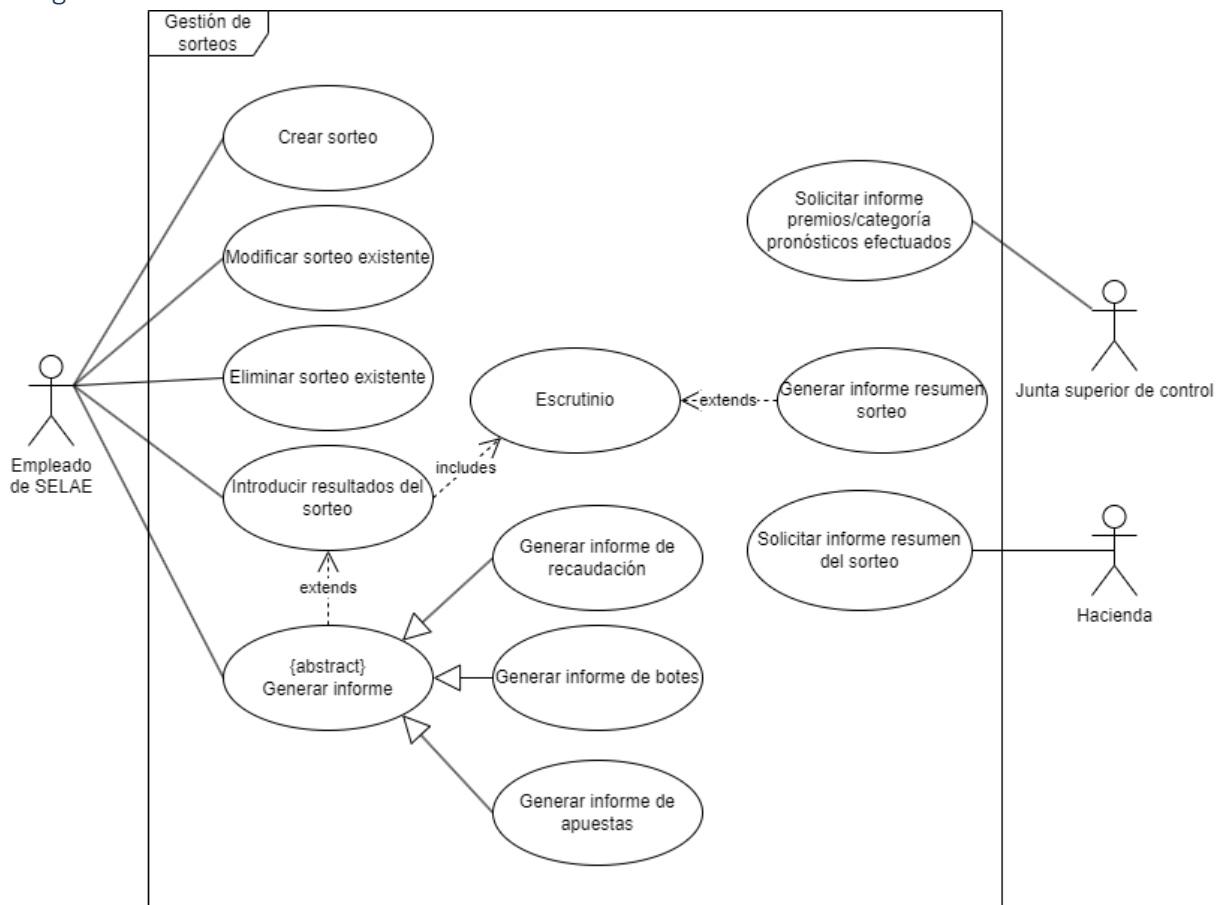 Gestión de
sorteos
Crear sorteo
Solicitar informe
premios/categoría
pronósticos efectuados
Modificar sorteo existente
Eliminar sorteo existente
Escrutinio
extends
Generar informe resumen
sorteo
Junta superior de control
Empleado
de SELAE
includes
Introducir resultados del
sorteo
Generar informe de
recaudación
Solicitar informe resumen
del sorteo
extends
Hacienda
{abstract}
Generar informe
Generar informe de botes
Generar informe de
apuestas